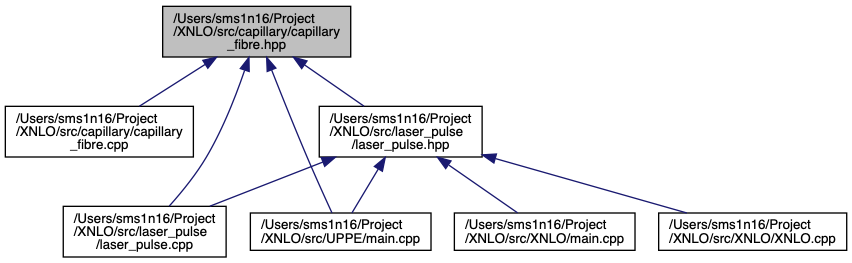 /Users/sms1n16/Project
/XNLO/src/capillary/capillary
_fibre.hpp
/Users/sms1n16/Project
/XNLO/src/capillary/capillary
_fibre.cpp
/Users/sms1n16/Project
/XNLO/src/laser_pulse
/laser_pulse.hpp
/Users/sms1n16/Project
/XNLO/src/laser_pulse
/laser_pulse.cpp
/Users/sms1n16/Project
/XNLO/src/UPPE/main.cpp
/Users/sms1n16/Project
/XNLO/src/XNLO/main.cpp
/Users/sms1n16/Project
/XNLO/src/XNLO/XNLO.cpp